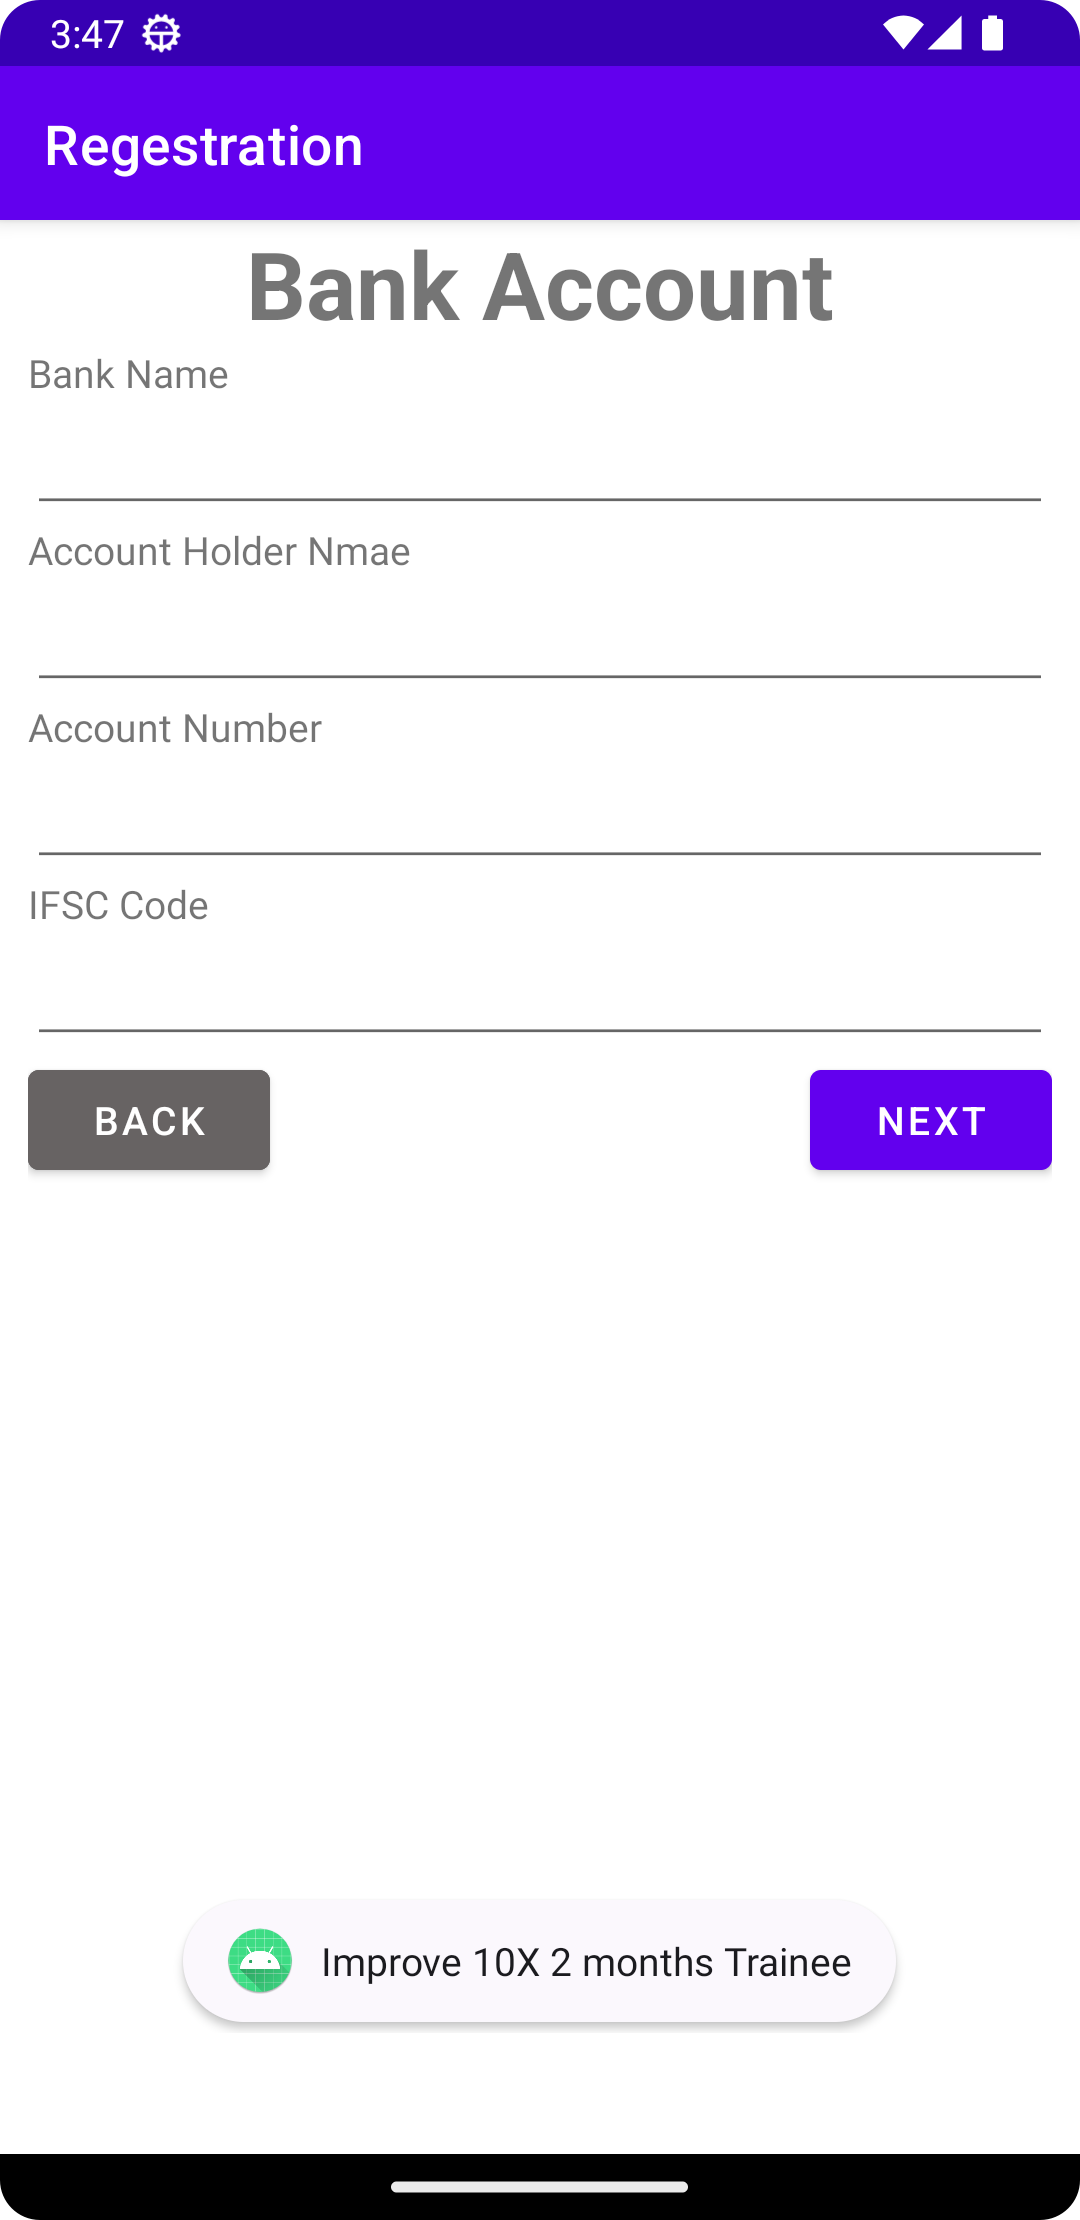 3:47
Regestration
Bank Account
Bank Name
Account Holder Nmae
Account Number
IFSC Code
BACK
NEXT
Improve 10X 2 months Trainee